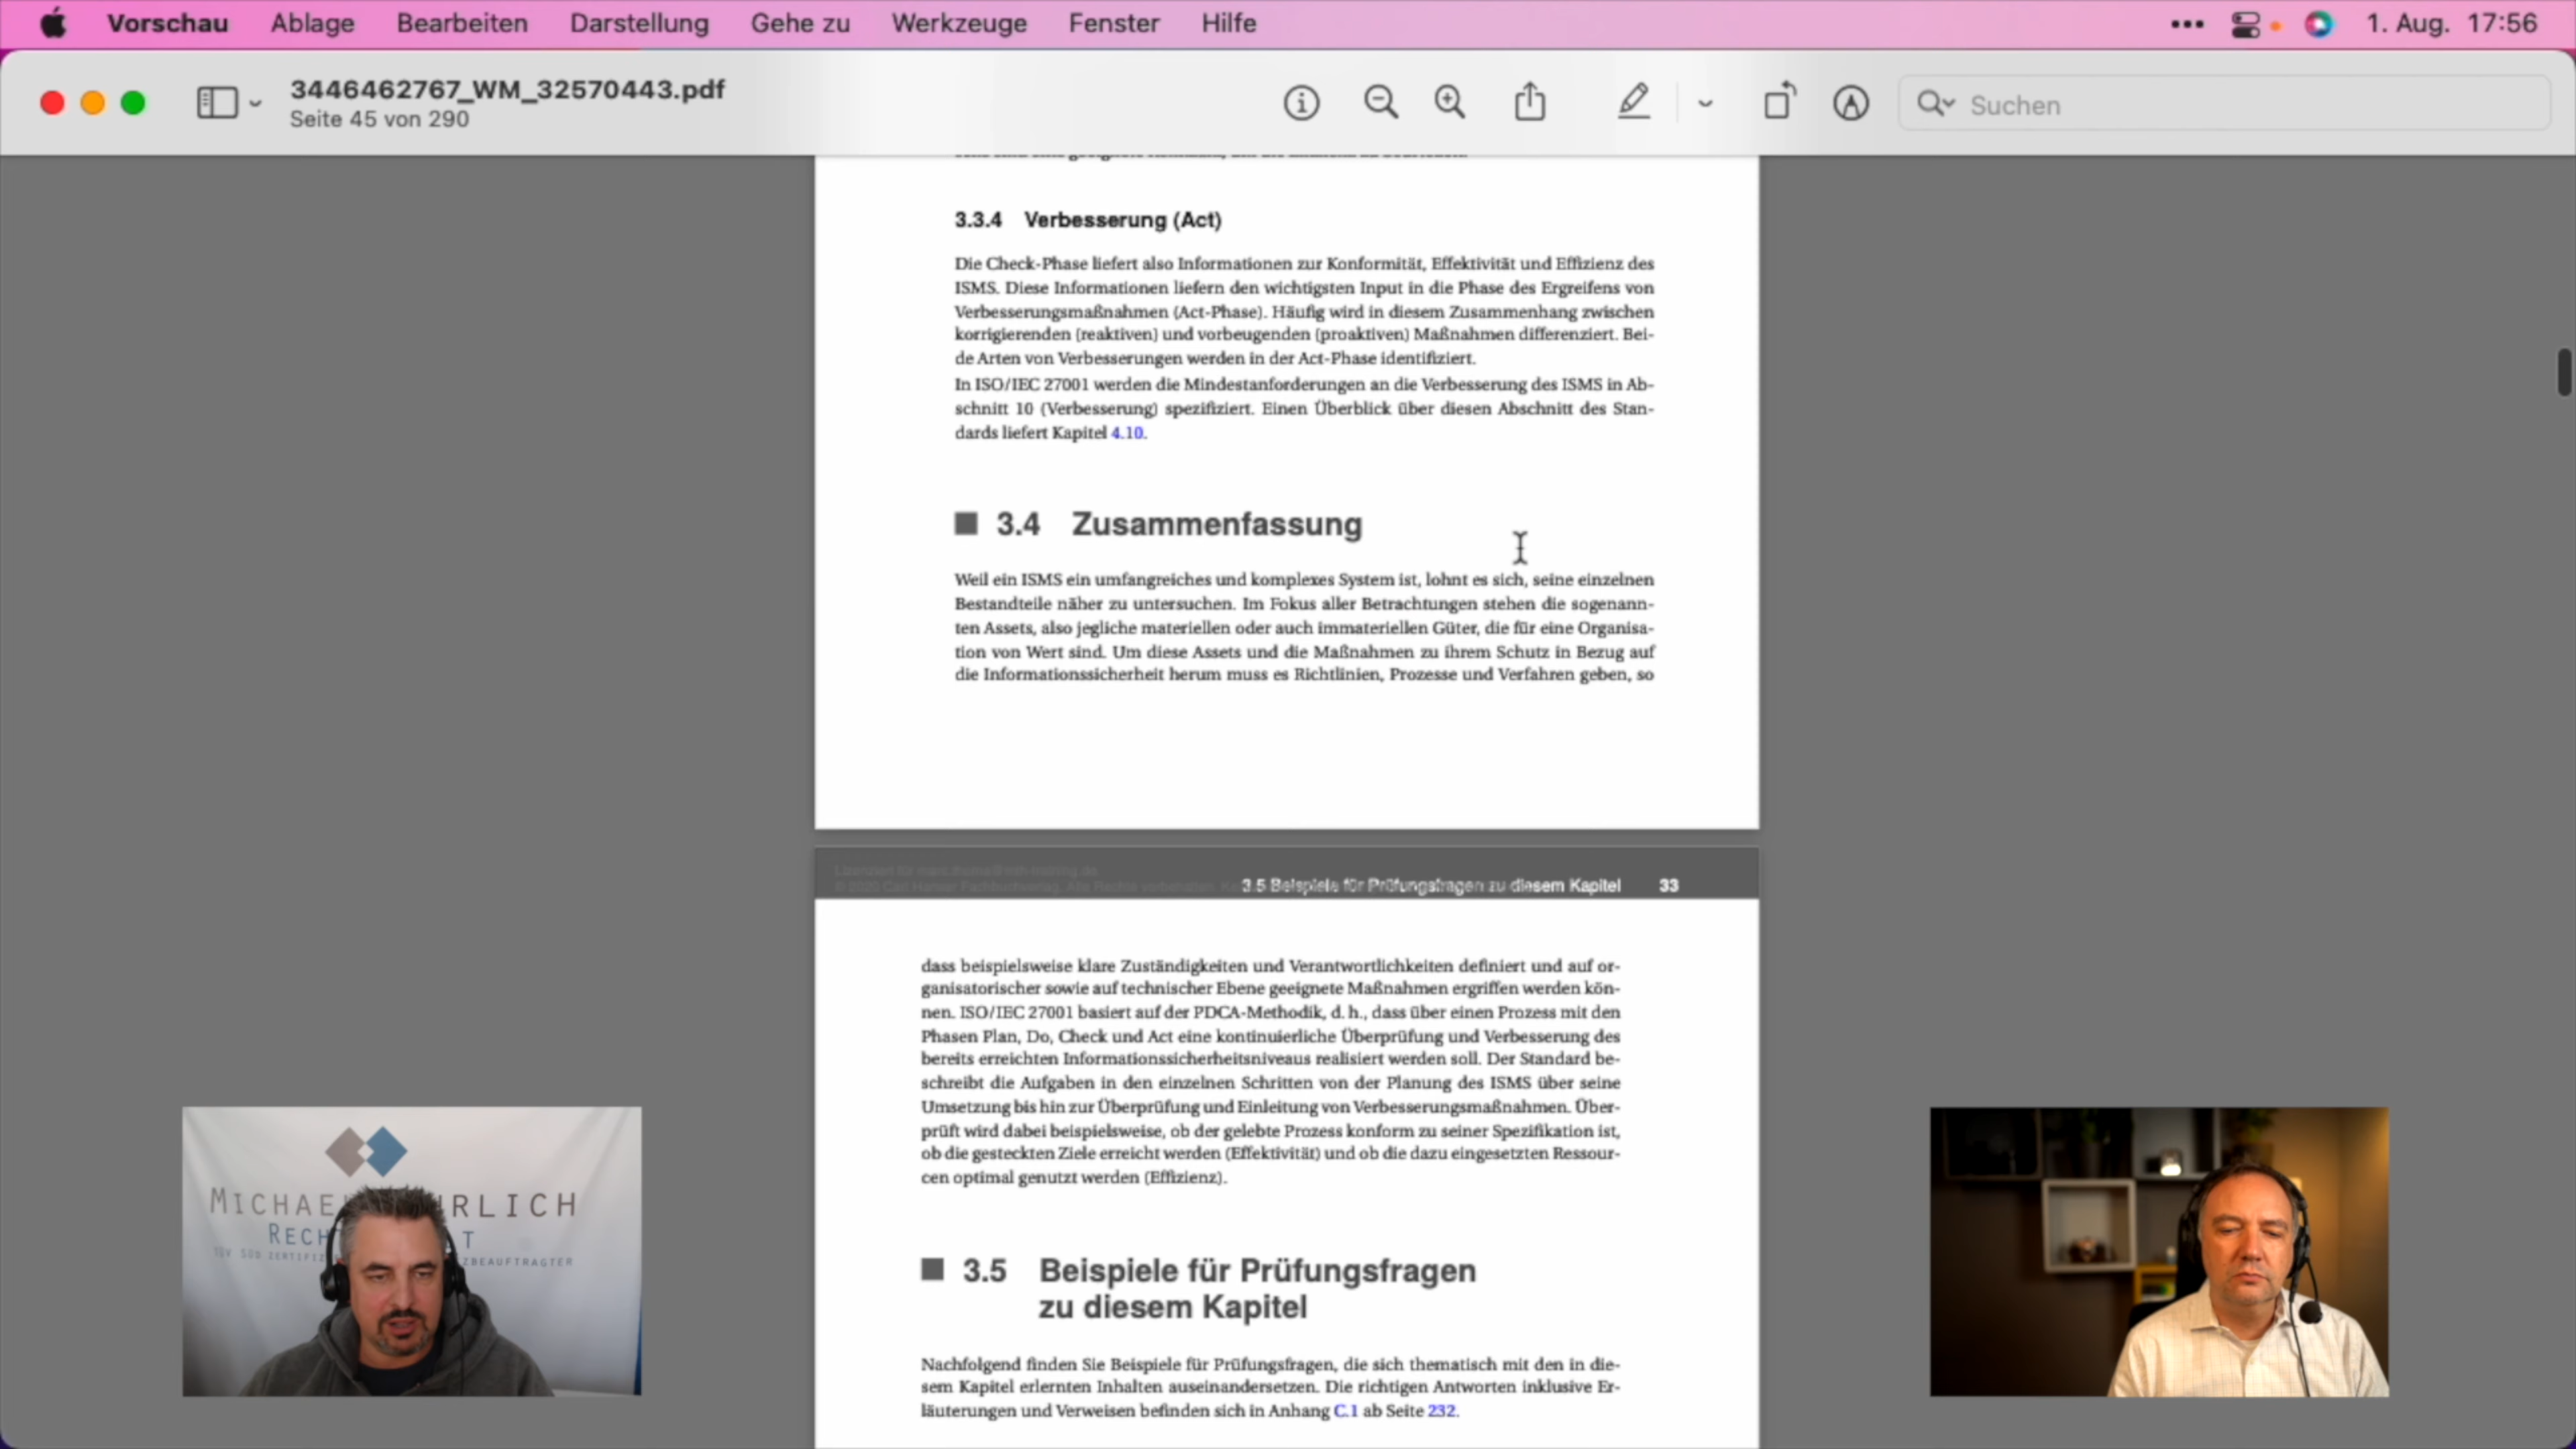 Vorschau Ablage Bearbeiten Darstellung Gehe zu Werkzeuge Fenster Hilfe 1. Aug. 17:56
3446462767_WM_32570443.pdf
Seite 45 von 290
Suchen
3.3.4 Verbesserung (Act)
Die Check-Phase liefert also Informationen zur Konformität, Effektivität und Effizienz des
ISMS. Diese Informationen liefern den wichtigsten Input in die Phase des Ergreifens von
Verbesserungsmaßnahmen (Act-Phase). Häufig wird in diesem Zusammenhang zwischen
korrigierenden (reaktiven) und vorbeugenden (proaktiven) Maßnahmen differenziert. Bei-
de Arten von Verbesserungen werden in der Act-Phase identifiziert.
In ISO/IEC 27001 werden die Mindestanforderungen an die Verbesserung des ISMS in Ab-
schnitt 10 (Verbesserung) spezifiziert. Einen Überblick über diesen Abschnitt des Stan-
dards liefert Kapitel 4.10.
3.4 Zusammenfassung
Weil ein ISMS ein umfangreiches und komplexes System ist, lohnt es sich, seine einzelnen
Bestandteile näher zu untersuchen. Im Fokus aller Betrachtungen stehen die sogenann-
ten Assets, also jegliche materiellen oder auch immateriellen Güter, die für eine Organisa-
tion von Wert sind. Um diese Assets und die Maßnahmen zu ihrem Schutz in Bezug auf
die Informationssicherheit herum muss es Richtlinien, Prozesse und Verfahren geben, so
3.5 Beispiele für Prüfungsfragen zu diesem Kapitel 33
dass beispielsweise klare Zuständigkeiten und Verantwortlichkeiten definiert und auf or-
ganisatorischer sowie auf technischer Ebene geeignete Maßnahmen ergriffen werden kön-
nen. ISO/IEC 27001 basiert auf der PDCA-Methodik, d. h., dass über einen Prozess mit den
Phasen Plan, Do, Check und Act eine kontinuierliche Überprüfung und Verbesserung des
bereits erreichten Informationssicherheitsniveaus realisiert werden soll. Der Standard be-
schreibt die Aufgaben in den einzelnen Schritten von der Planung des ISMS über seine
Umsetzung bis hin zur Überprüfung und Einleitung von Verbesserungsmaßnahmen. Über-
prüft wird dabei beispielsweise, ob der gelebte Prozess konform zu seiner Spezifikation ist,
ob die gesteckten Ziele erreicht werden (Effektivität) und ob die dazu eingesetzten Ressour-
cen optimal genutzt werden (Effizienz).
3.5 Beispiele für Prüfungsfragen
zu diesem Kapitel
Nachfolgend finden Sie Beispiele für Prüfungsfragen, die sich thematisch mit den in die-
sem Kapitel erlernten Inhalten auseinandersetzen. Die richtigen Antworten inklusive Er-
läuterungen und Verweisen befinden sich in Anhang C.1 ab Seite 232.
MICHAE RLICH
RECH T
TÜV SÜD ZERTIFIZ ZBEAUFTRAGTER